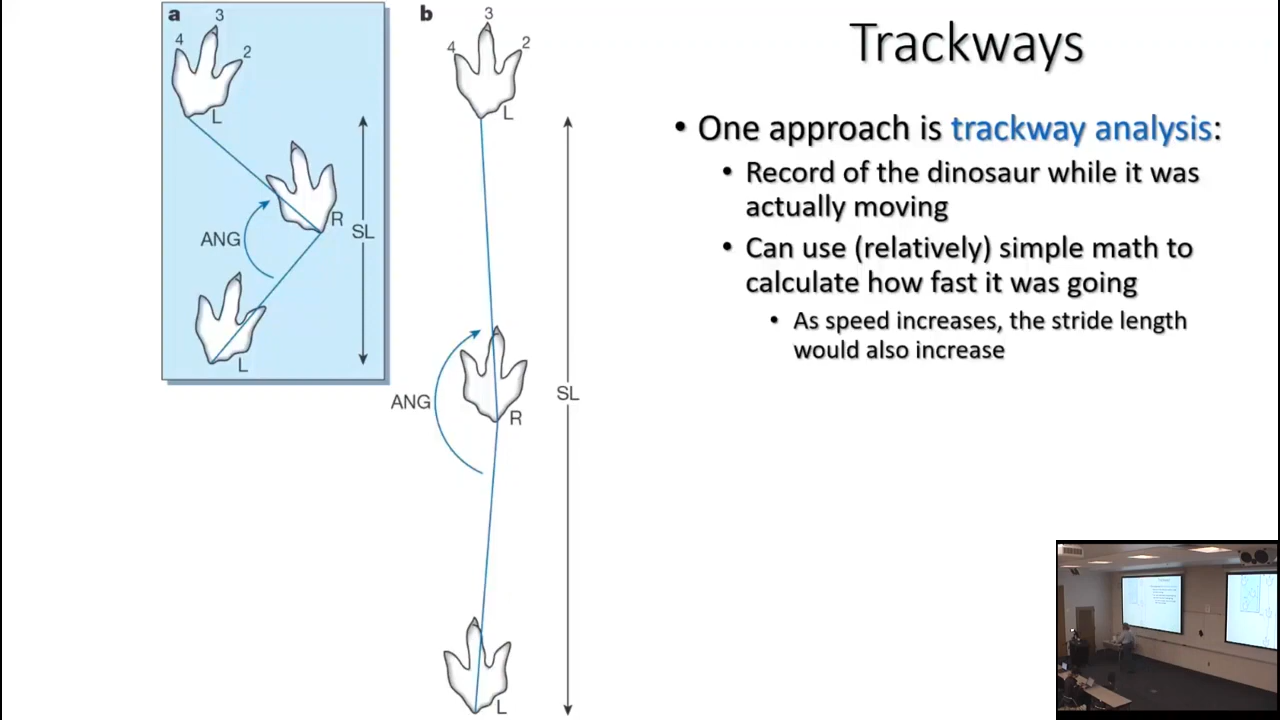 a
3
4
2
L
R
ANG
SL
L
b
3
4
2
L
ANG
R
SL
L
Trackways
• One approach is trackway analysis:
• Record of the dinosaur while it was
actually moving
• Can use (relatively) simple math to
calculate how fast it was going
• As speed increases, the stride length
would also increase